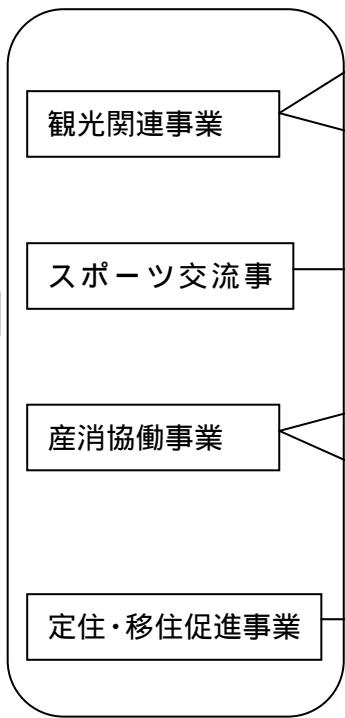 観光関連事業
スポーツ交流事
産消協働事業
定住・移住促進事業